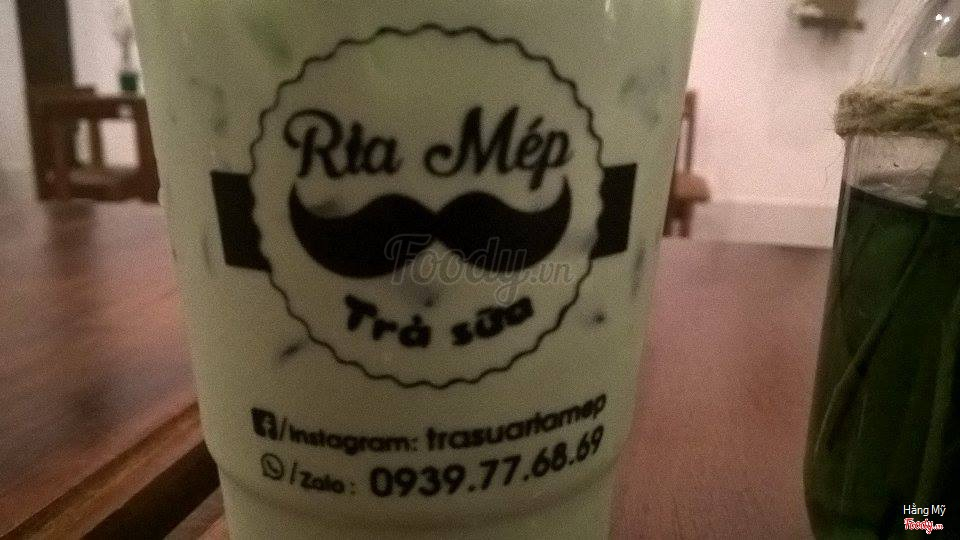 Ria Mép
Foody.vn
Trà sữa
/Instagram: trasuariamep
/Zalo: 0939.77.68.69
Hằng Mỹ
Foody.vn